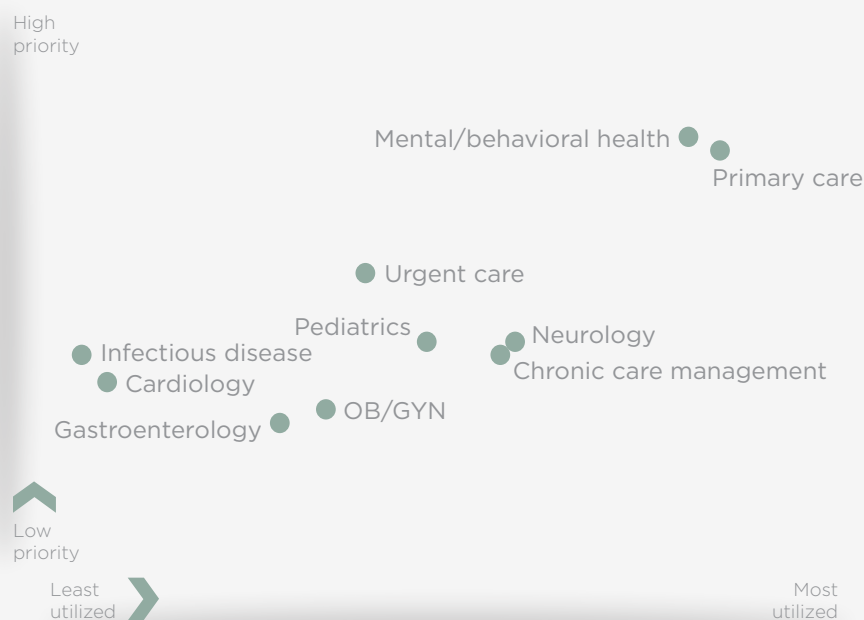 High
priority
Mental/behavioral health
Primary care
Urgent care
Pediatrics
Neurology
Infectious disease
Chronic care management
Cardiology
OB/GYN
Gastroenterology
Low
priority
Least
utilized
Most
utilized